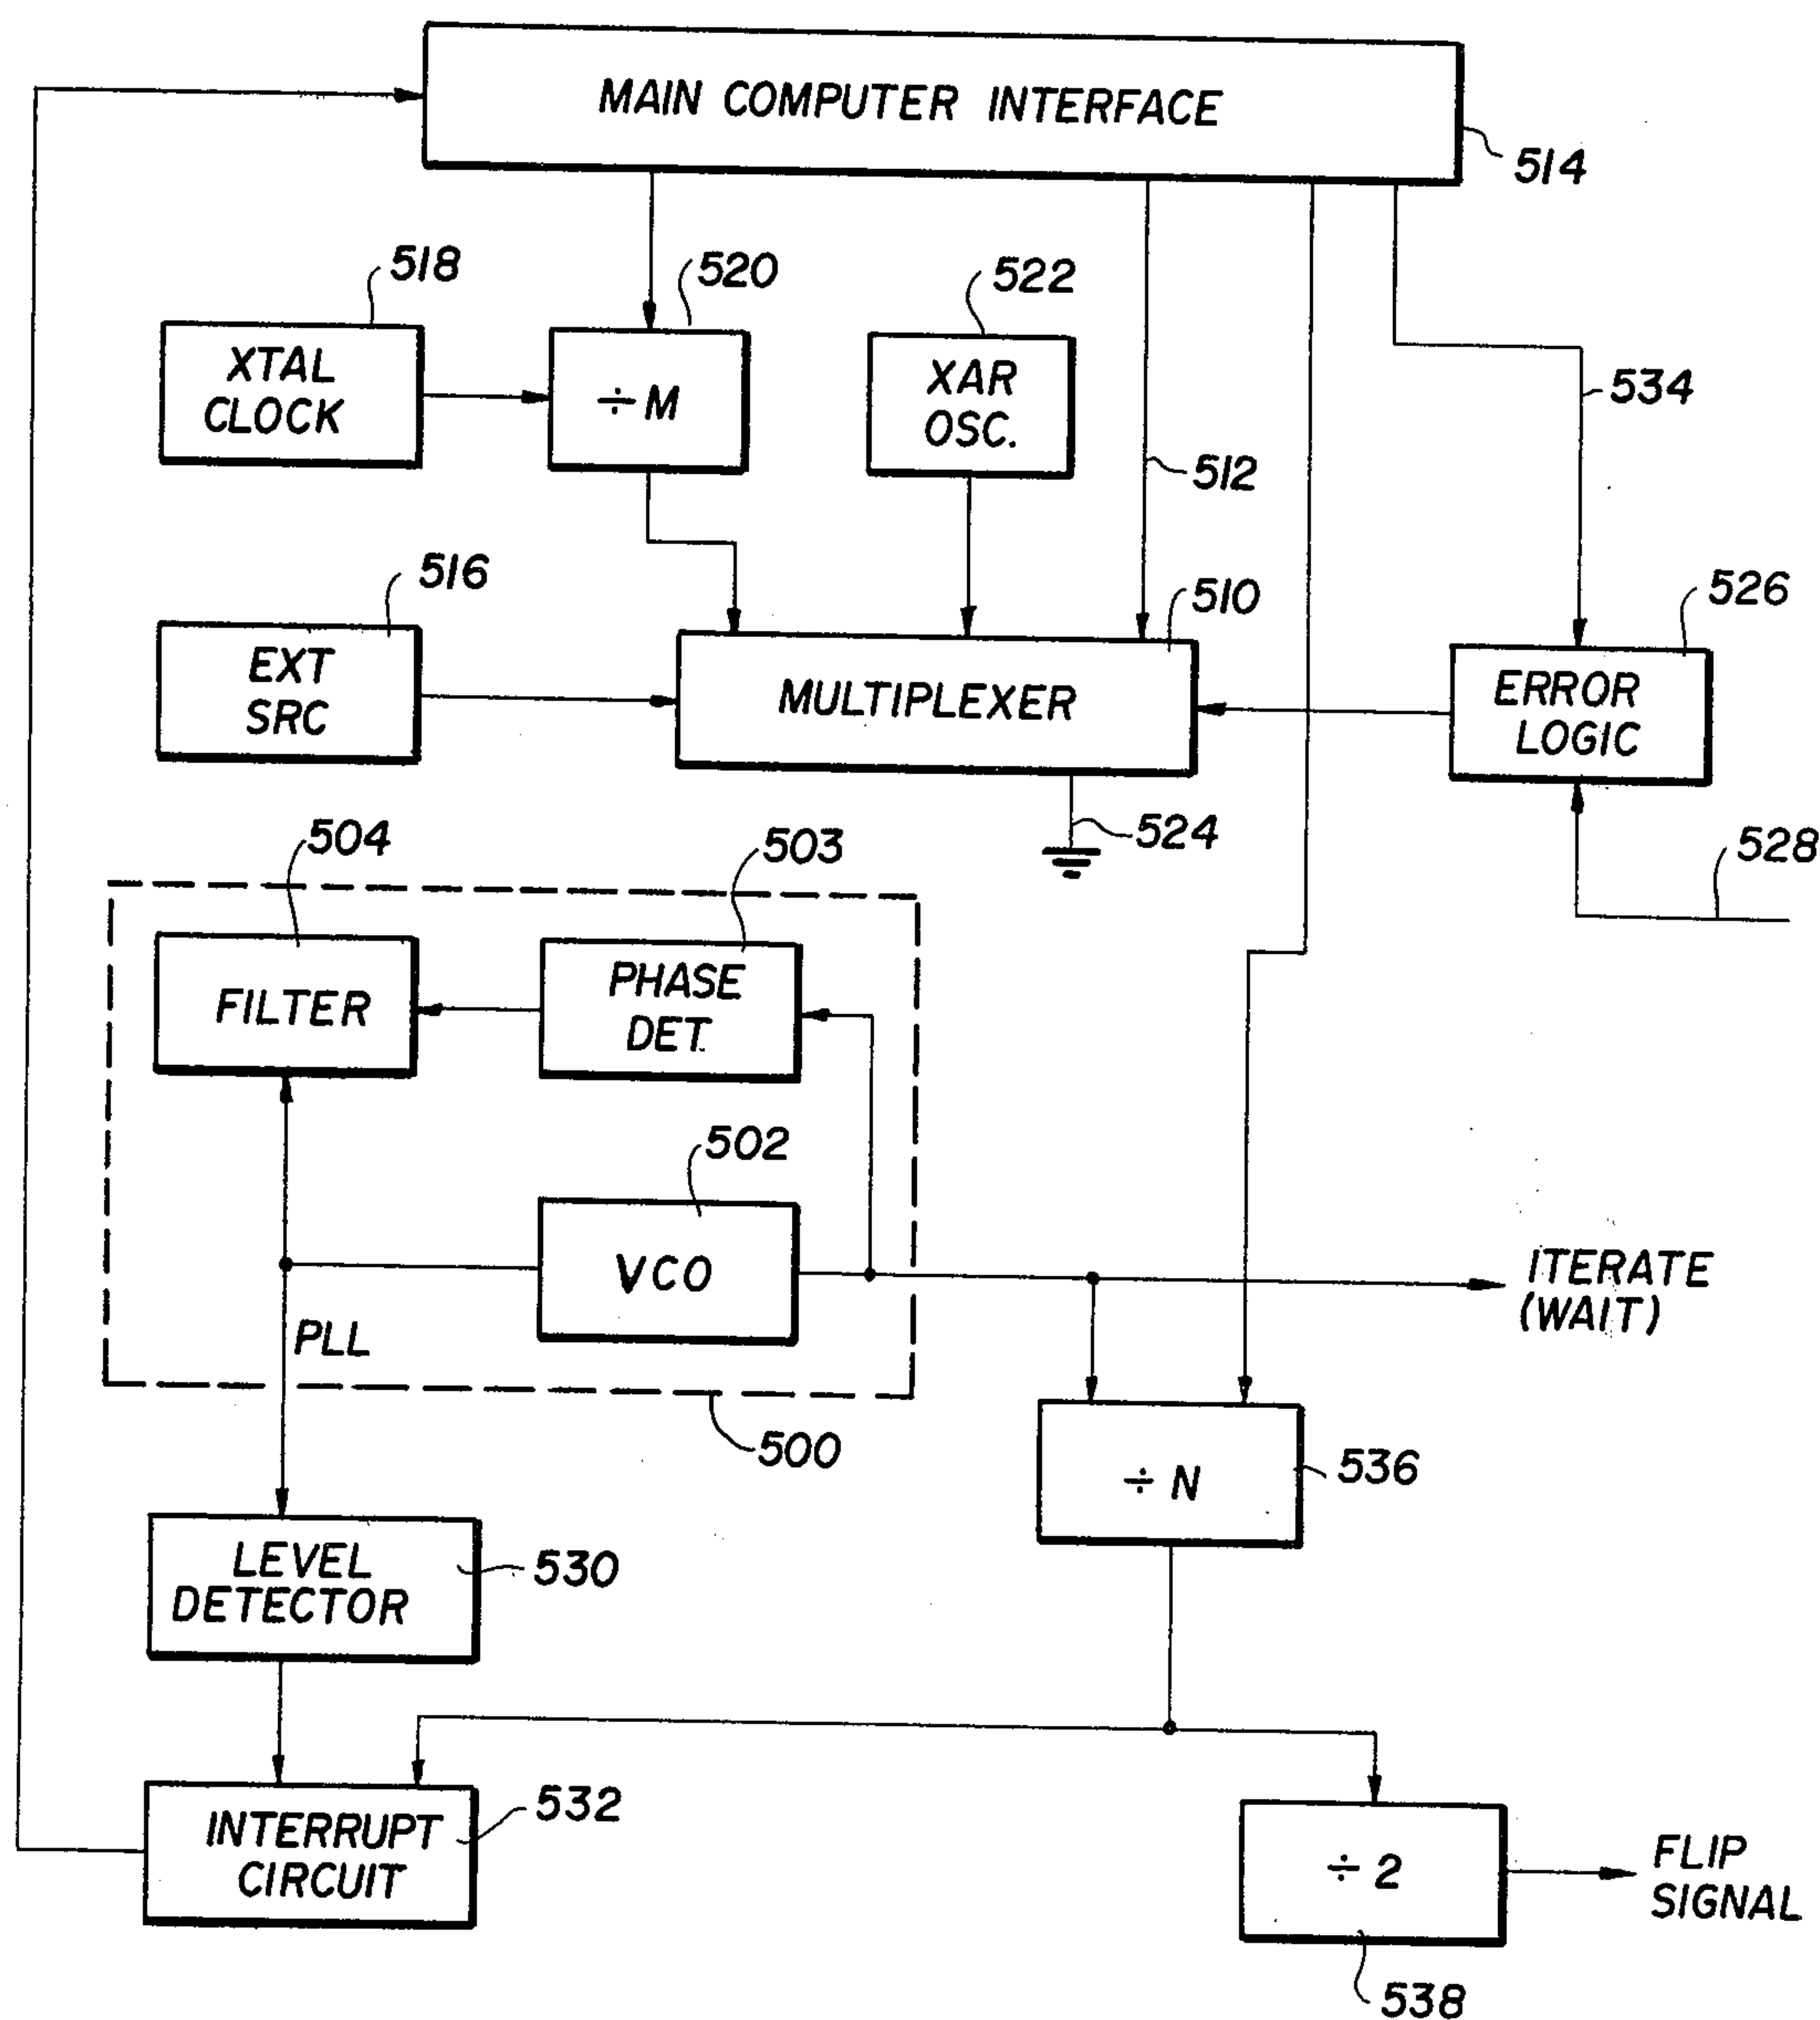 MAIN COMPUTER INTERFACE
514
518
520
522
XTAL
CLOCK
÷ M
XAR
OSC.
534
512
516
510
526
EXT
SRC
MULTIPLEXER
ERROR
LOGIC
524
528
504
503
FILTER
PHASE
DET.
502
VCO
ITERATE
(WAIT)
PLL
500
÷ N
536
LEVEL
DETECTOR
530
INTERRUPT
CIRCUIT
532
÷ 2
FLIP
SIGNAL
538